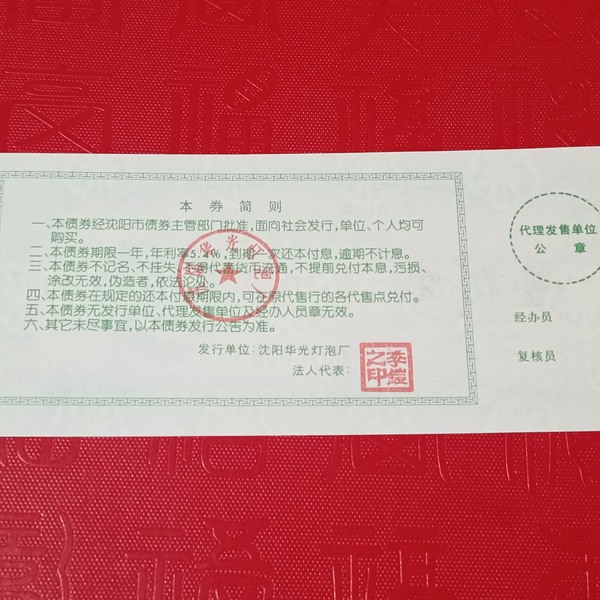 本券简则
一、本债券经沈阳市债券主管部门批准，面向社会发行，单位、个人均可
购买。
二、本债券期限一年，年利率5.4%，到期一次还本付息，逾期不计息。
三、本债券不记名、不挂失、不得代替货币流通，不提前兑付本息，污损、
涂改无效，伪造者，依法论处。
四、本债券在规定的还本付息期限内，可在原代售行的各代售点兑付。
五、本债券无发行单位、代理发售单位及经办人员章无效。
六、其它未尽事宜，以本债券发行公告为准。
发行单位：沈阳华光灯泡厂
法人代表：
代理发售单位
公章
经办员
复核员